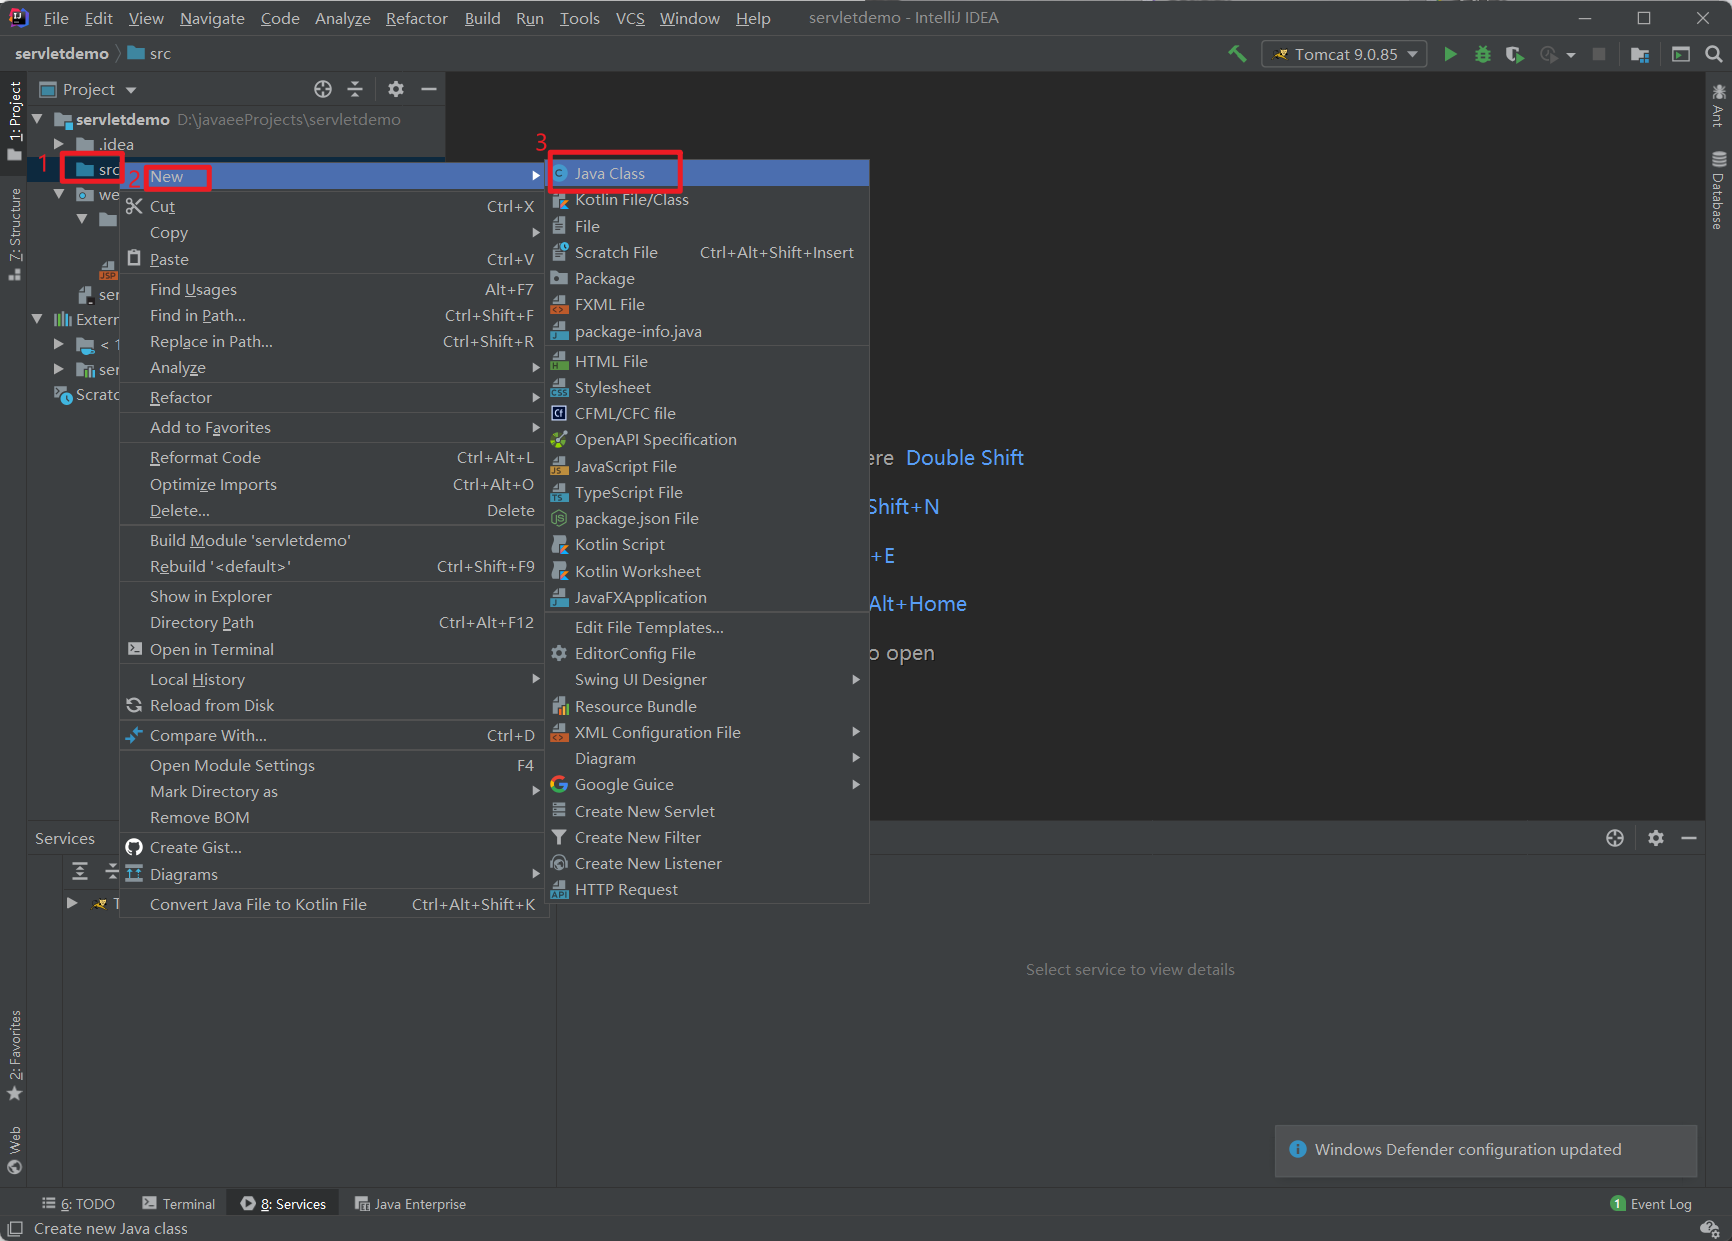 File Edit View Navigate Code Analyze Refactor Build Run Tools VCS Window Help servletdemo - IntelliJ IDEA
servletdemo src
Tomcat 9.0.85
1: Project
7: Structure
2: Favorites
Web
Ant
Database
Project
servletdemo D:\javaeeProjects\servletdemo
.idea
1
src
we
JSP
ser
Extern
< 1
ser
Scratc
2
New
Cut Ctrl+X
Copy
Paste Ctrl+V
Find Usages Alt+F7
Find in Path... Ctrl+Shift+F
Replace in Path... Ctrl+Shift+R
Analyze
Refactor
Add to Favorites
Reformat Code Ctrl+Alt+L
Optimize Imports Ctrl+Alt+O
Delete... Delete
Build Module 'servletdemo'
Rebuild '<default>' Ctrl+Shift+F9
Show in Explorer
Directory Path Ctrl+Alt+F12
Open in Terminal
Local History
Reload from Disk
Compare With... Ctrl+D
Open Module Settings F4
Mark Directory as
Remove BOM
Create Gist...
Diagrams
Convert Java File to Kotlin File Ctrl+Alt+Shift+K
3
Java Class
Kotlin File/Class
File
Scratch File Ctrl+Alt+Shift+Insert
Package
FXML File
package-info.java
HTML File
Stylesheet
CFML/CFC file
OpenAPI Specification
JavaScript File
TypeScript File
package.json File
Kotlin Script
Kotlin Worksheet
JavaFXApplication
Edit File Templates...
EditorConfig File
Swing UI Designer
Resource Bundle
XML Configuration File
Diagram
Google Guice
Create New Servlet
Create New Filter
Create New Listener
HTTP Request
ere Double Shift
Shift+N
+E
Alt+Home
o open
Services
T
Select service to view details
Windows Defender configuration updated
6: TODO Terminal 8: Services Java Enterprise 1 Event Log
Create new Java class